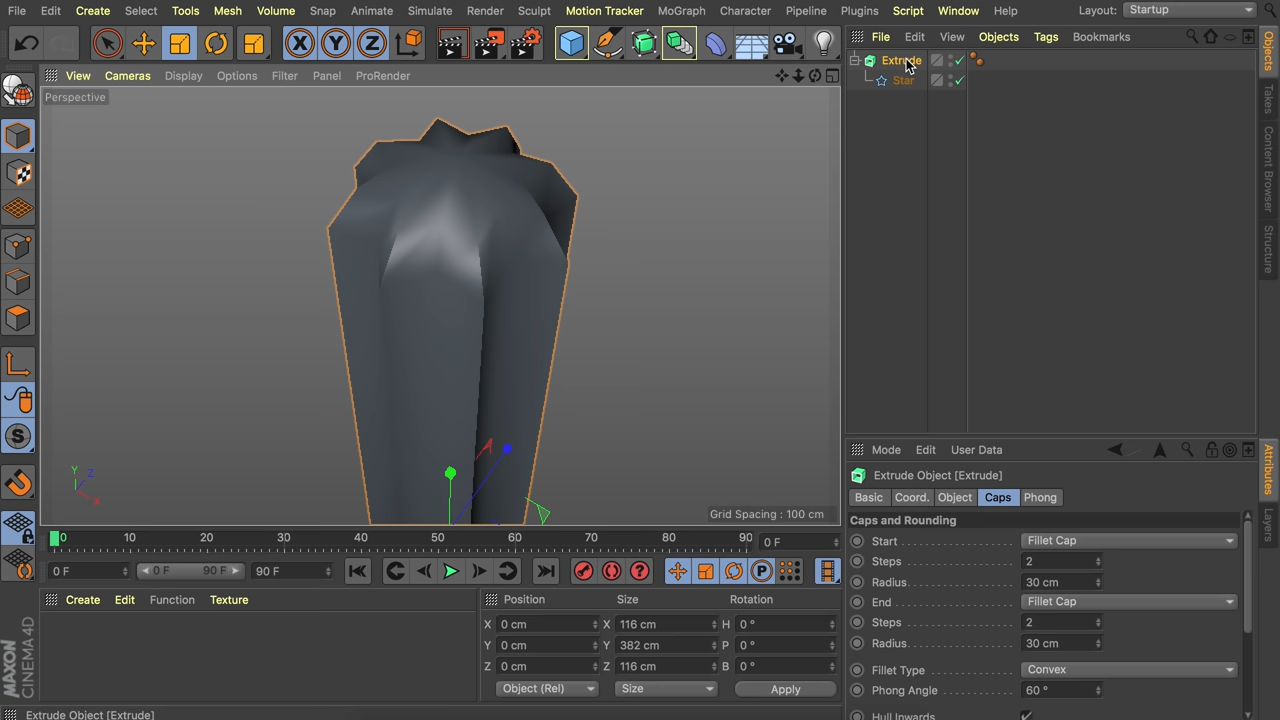 File Edit Create Select Tools Mesh Volume Snap Animate Simulate Render Sculpt Motion Tracker MoGraph Character Pipeline Plugins Script Window Help Layout: Startup
File Edit View Objects Tags Bookmarks
View Cameras Display Options Filter Panel ProRender
Perspective
Extrude
Star
Objects
Takes
Content Browser
Structure
Y Z X
Grid Spacing : 100 cm
Mode Edit User Data
Extrude Object [Extrude]
Basic Coord. Object Caps Phong
Attributes
Layers
Caps and Rounding
Start Fillet Cap
Steps 2
Radius 30 cm
End Fillet Cap
Steps 2
Radius 30 cm
Fillet Type Convex
Phong Angle 60 °
Hull Inwards
0 10 20 30 40 50 60 70 80 90 0 F
0 F 0 F 90 F 90 F
Create Edit Function Texture
Position Size Rotation
X 0 cm X 116 cm H 0 °
Y 0 cm Y 382 cm P 0 °
Z 0 cm Z 116 cm B 0 °
Object (Rel) Size Apply
MAXON
CINEMA 4D
Extrude Object [Extrude]